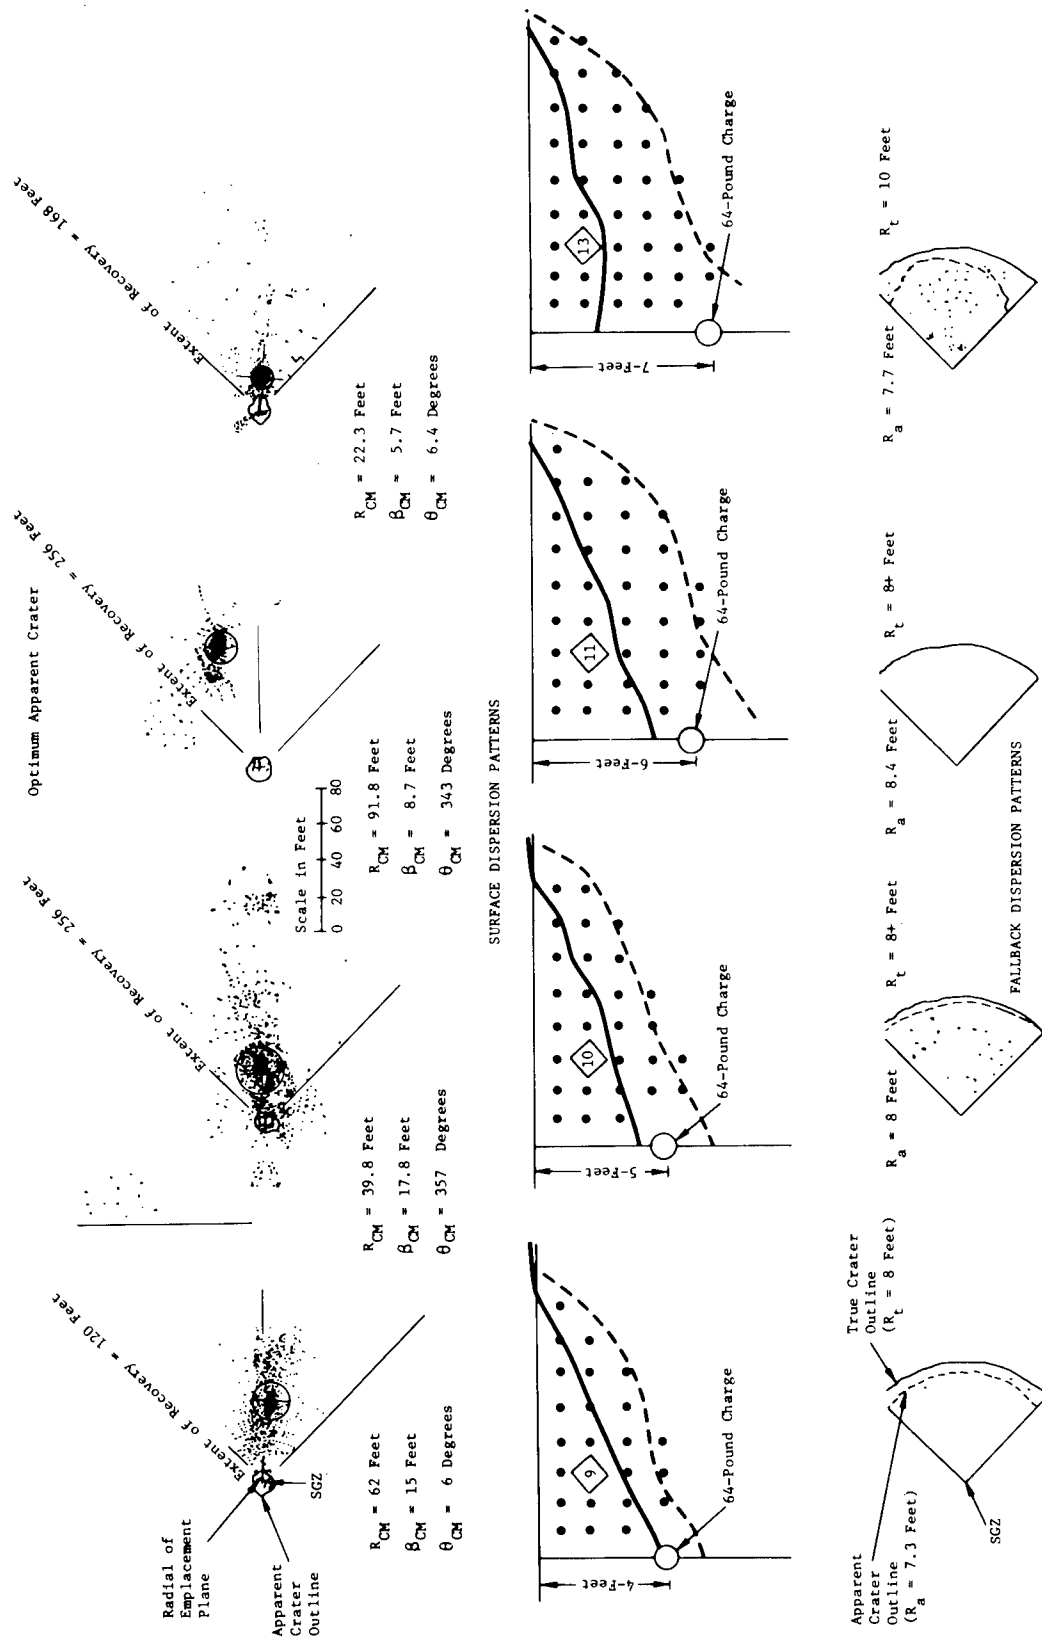 Optimum Apparent Crater
Radial of
Emplacement
Plane
Apparent
Crater
Outline
SGZ
Extent of Recovery = 120 Feet
R_CM = 62 Feet
β_CM = 15 Feet
θ_CM = 6 Degrees
Extent of Recovery = 256 Feet
R_CM = 39.8 Feet
β_CM = 17.8 Feet
θ_CM = 357 Degrees
Scale in Feet
0 20 40 60 80
Extent of Recovery = 256 Feet
R_CM = 91.8 Feet
β_CM = 8.7 Feet
θ_CM = 343 Degrees
Extent of Recovery = 168 Feet
R_CM = 22.3 Feet
β_CM = 5.7 Feet
θ_CM = 6.4 Degrees
SURFACE DISPERSION PATTERNS
4-Feet
9
64-Pound Charge
5-Feet
10
64-Pound Charge
6-Feet
11
64-Pound Charge
7-Feet
13
64-Pound Charge
Apparent
Crater
Outline
(R_a = 7.3 Feet)
True Crater
Outline
(R_t = 8 Feet)
SGZ
R_a = 8 Feet
R_t = 8+ Feet
R_a = 8.4 Feet
R_t = 8+ Feet
R_a = 7.7 Feet
R_t = 10 Feet
FALLBACK DISPERSION PATTERNS